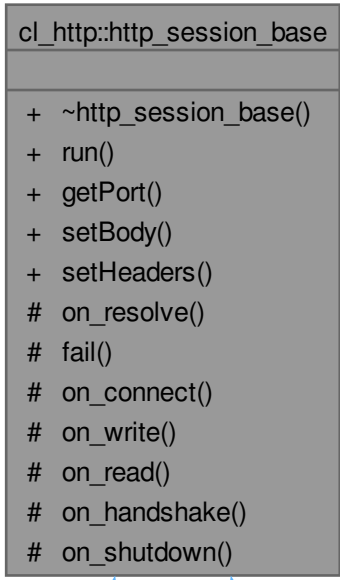 cl_http::http_session_base
+ ~http_session_base()
+ run()
+ getPort()
+ setBody()
+ setHeaders()
# on_resolve()
# fail()
# on_connect()
# on_write()
# on_read()
# on_handshake()
# on_shutdown()